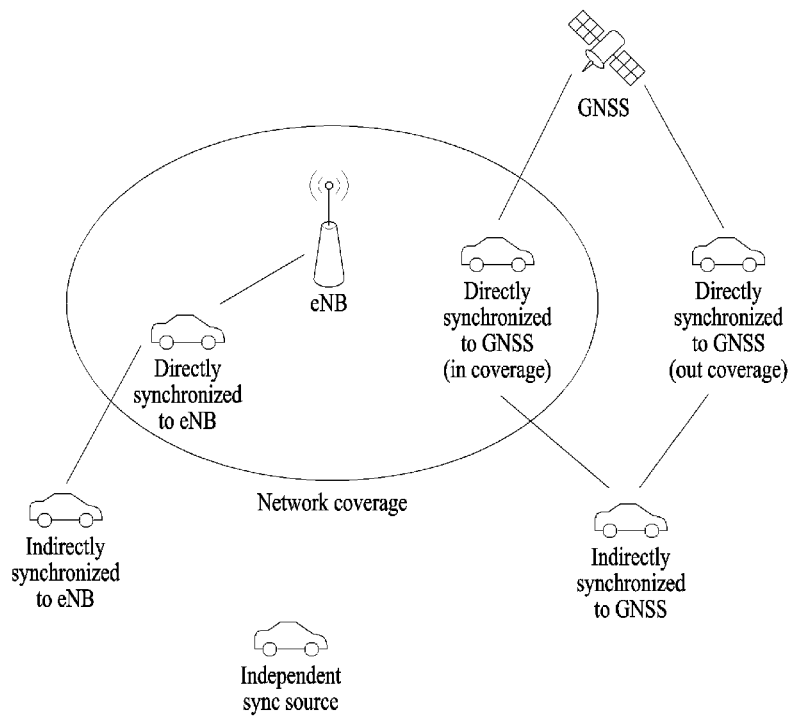 GNSS
eNB
Directly
synchronized
to GNSS
(in coverage)
Directly
synchronized
to GNSS
(out coverage)
Directly
synchronized
to eNB
Network coverage
Indirectly
synchronized
to eNB
Indirectly
synchronized
to GNSS
Independent
sync source